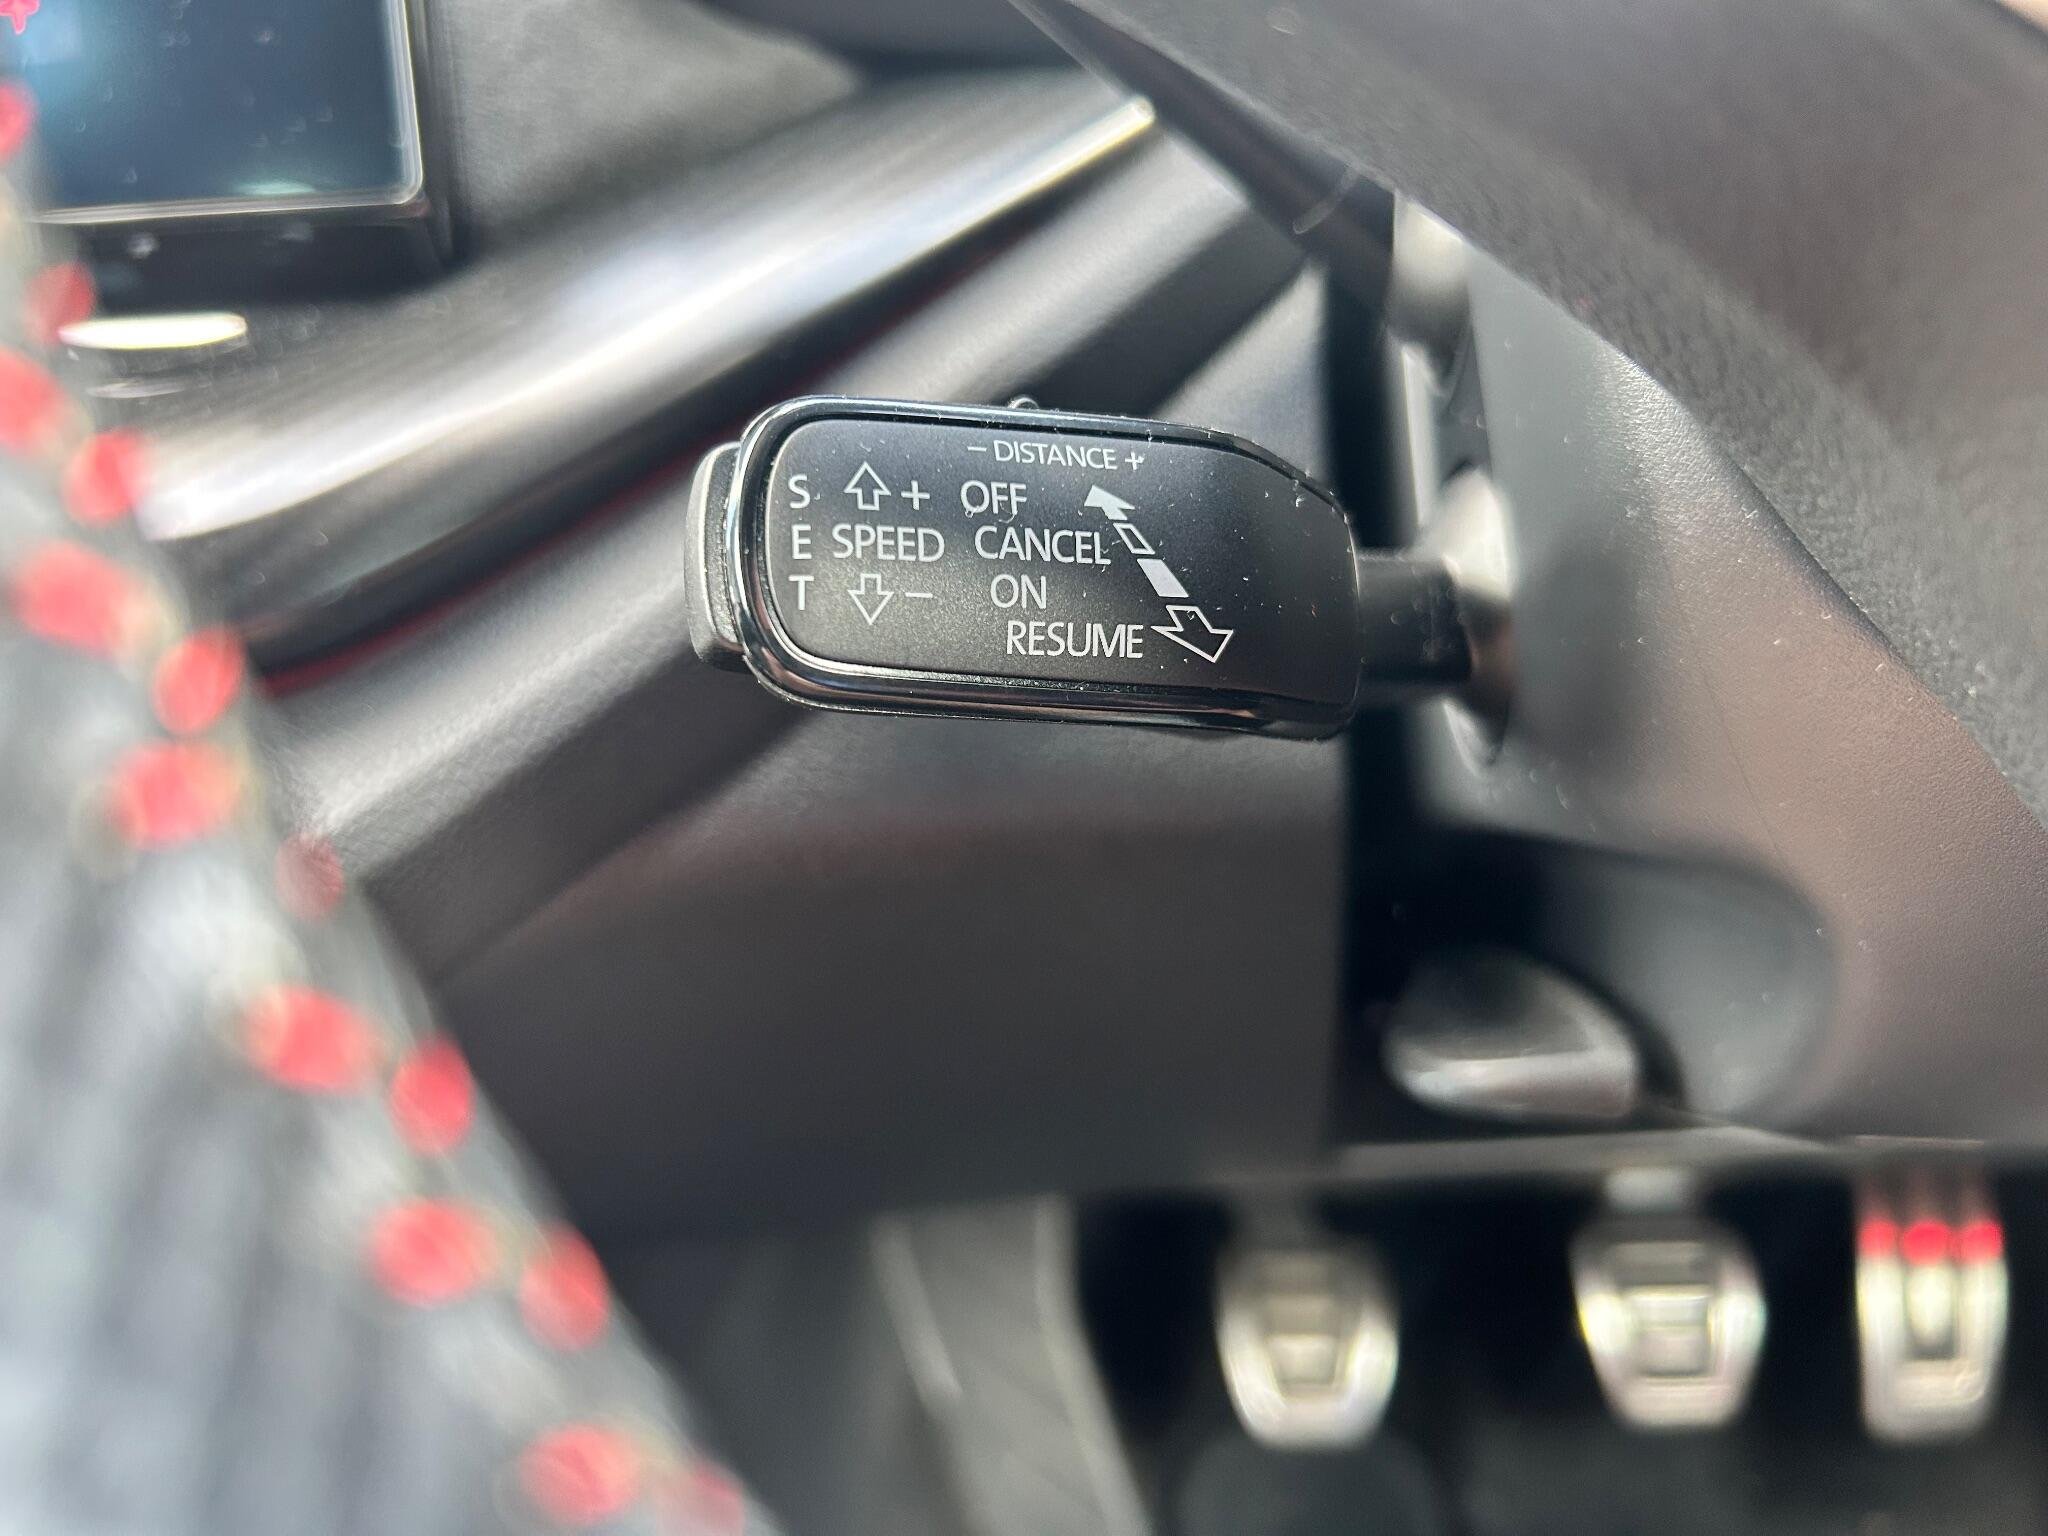 – DISTANCE +
S + OFF
E SPEED CANCEL
T – ON
RESUME